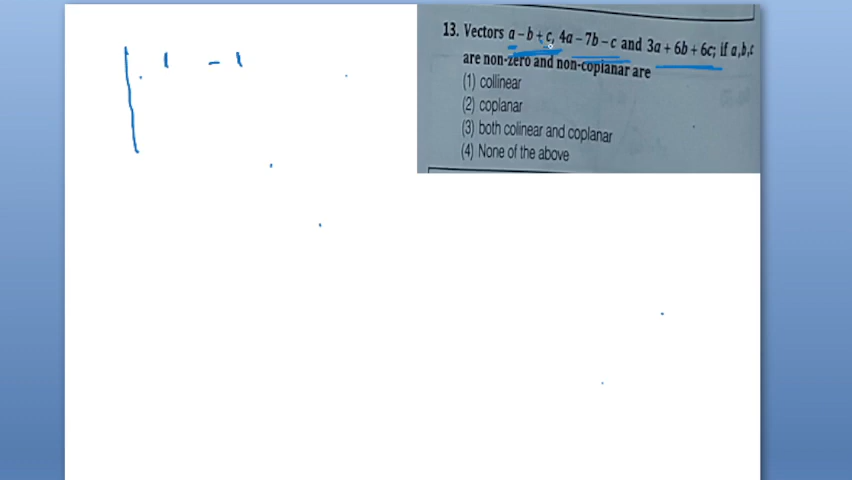 1 - 1
13. Vectors a - b + c, 4a - 7b - c and 3a + 6b + 6c; if a, b, c
are non-zero and non-coplanar are
(1) collinear
(2) coplanar
(3) both colinear and coplanar
(4) None of the above